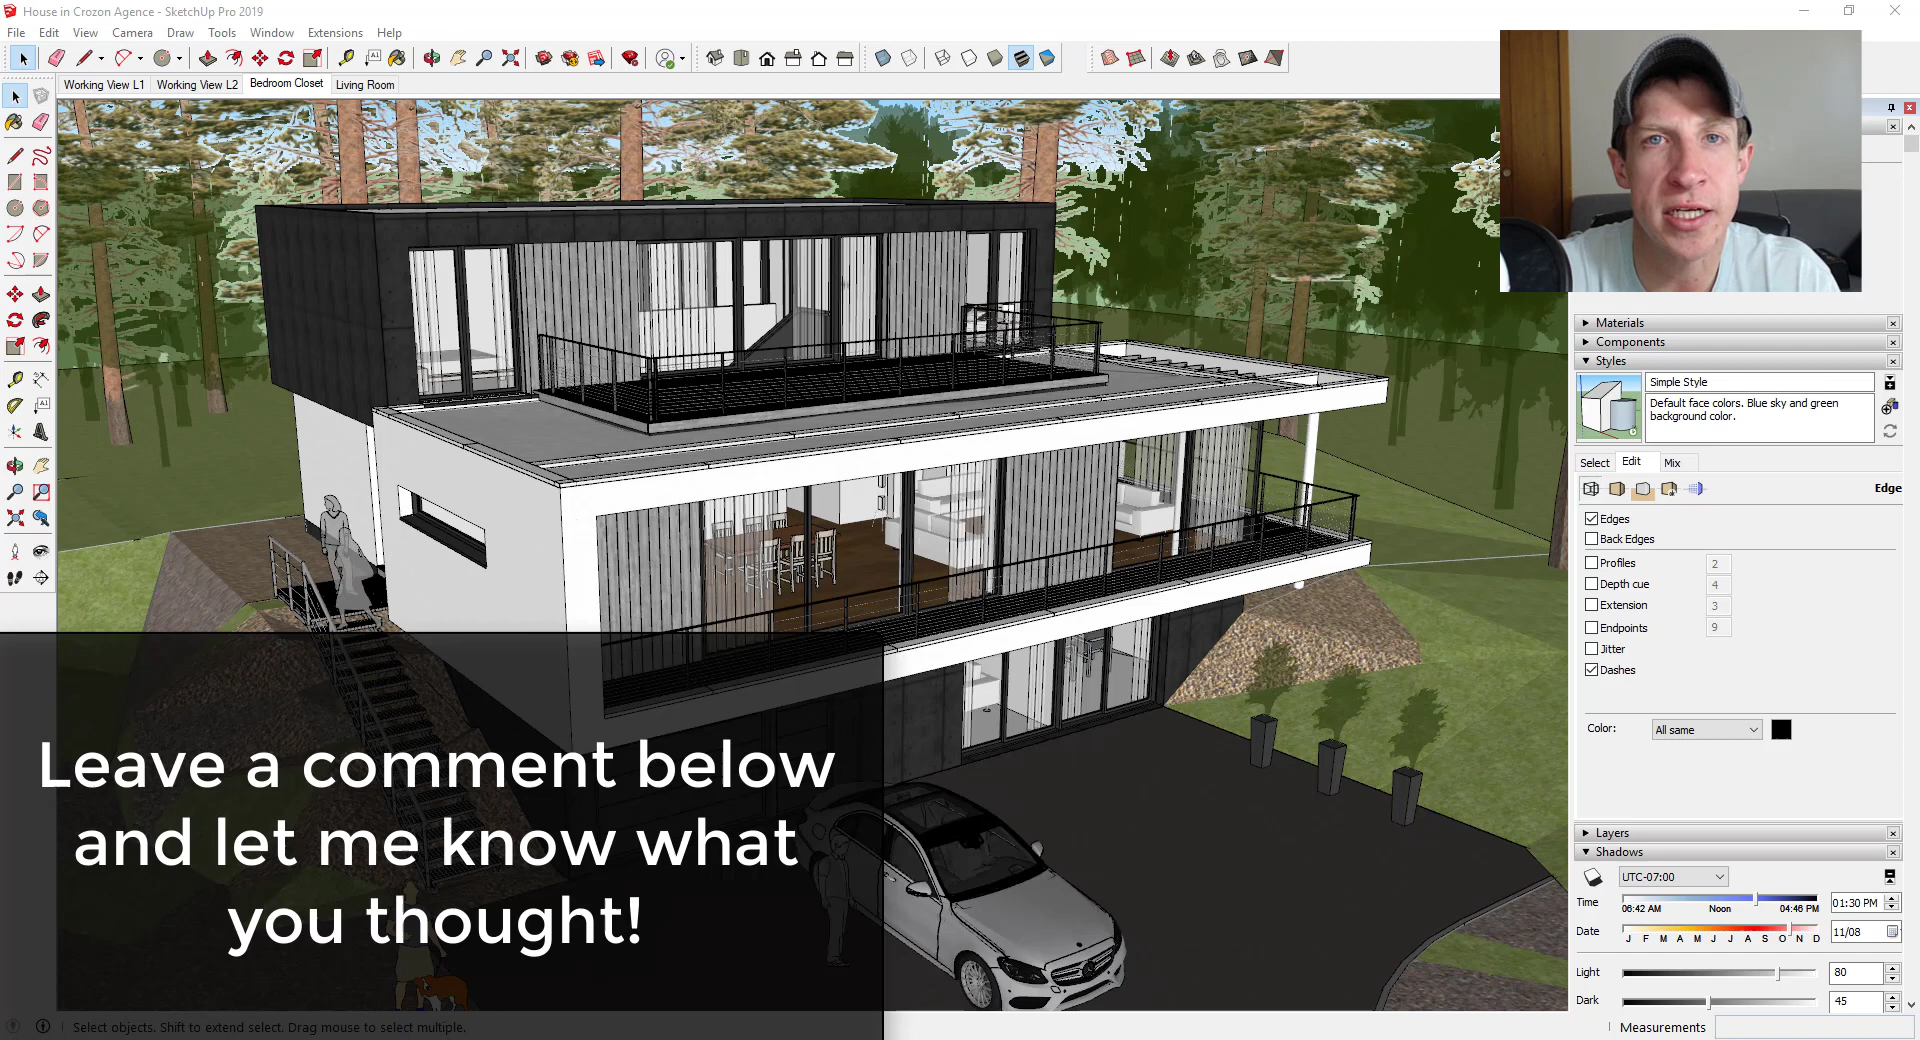 House in Crozon Agence - SketchUp Pro 2019
File Edit View Camera Draw Tools Window Extensions Help
Working View L1 Working View L2 Bedroom Closet Living Room
Materials
Components
Styles
Simple Style
Default face colors. Blue sky and green
background color.
Select Edit Mix
Edge
Edges
Back Edges
Profiles 2
Depth cue 4
Extension 3
Endpoints 9
Jitter
Dashes
Color: All same
Layers
Shadows
UTC-07:00
Time 06:42 AM Noon 04:46 PM 01:30 PM
Date J F M A M J J A S O N D 11/08
Light 80
Dark 45
Leave a comment below
and let me know what
you thought!
Select objects. Shift to extend select. Drag mouse to select multiple.
Measurements